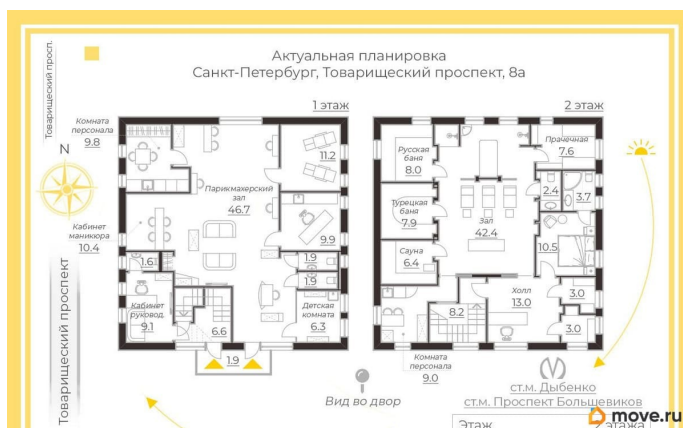 Актуальная планировка
Санкт-Петербург, Товарищеский проспект, 8а
Товарищеский просп.
1 этаж
2 этаж
Комната
персонала
9.8
N
Кабинет
маникюра
10.4
Парикмахерский
зал
46.7
11.2
9.9
1.6
1.9
1.9
Кабинет
руковод.
9.1
6.6
Детская
комната
6.3
1.9
Товарищеский проспект
Русская
баня
8.0
Турецкая
баня
7.9
Сауна
6.4
Зал
42.4
Прачечная
7.6
2.4
3.7
10.5
Холл
13.0
3.0
3.0
8.2
Комната
персонала
9.0
Вид во двор
ст.м. Дыбенко
ст.м. Проспект Большевиков
Этаж
2 этажа
move.ru